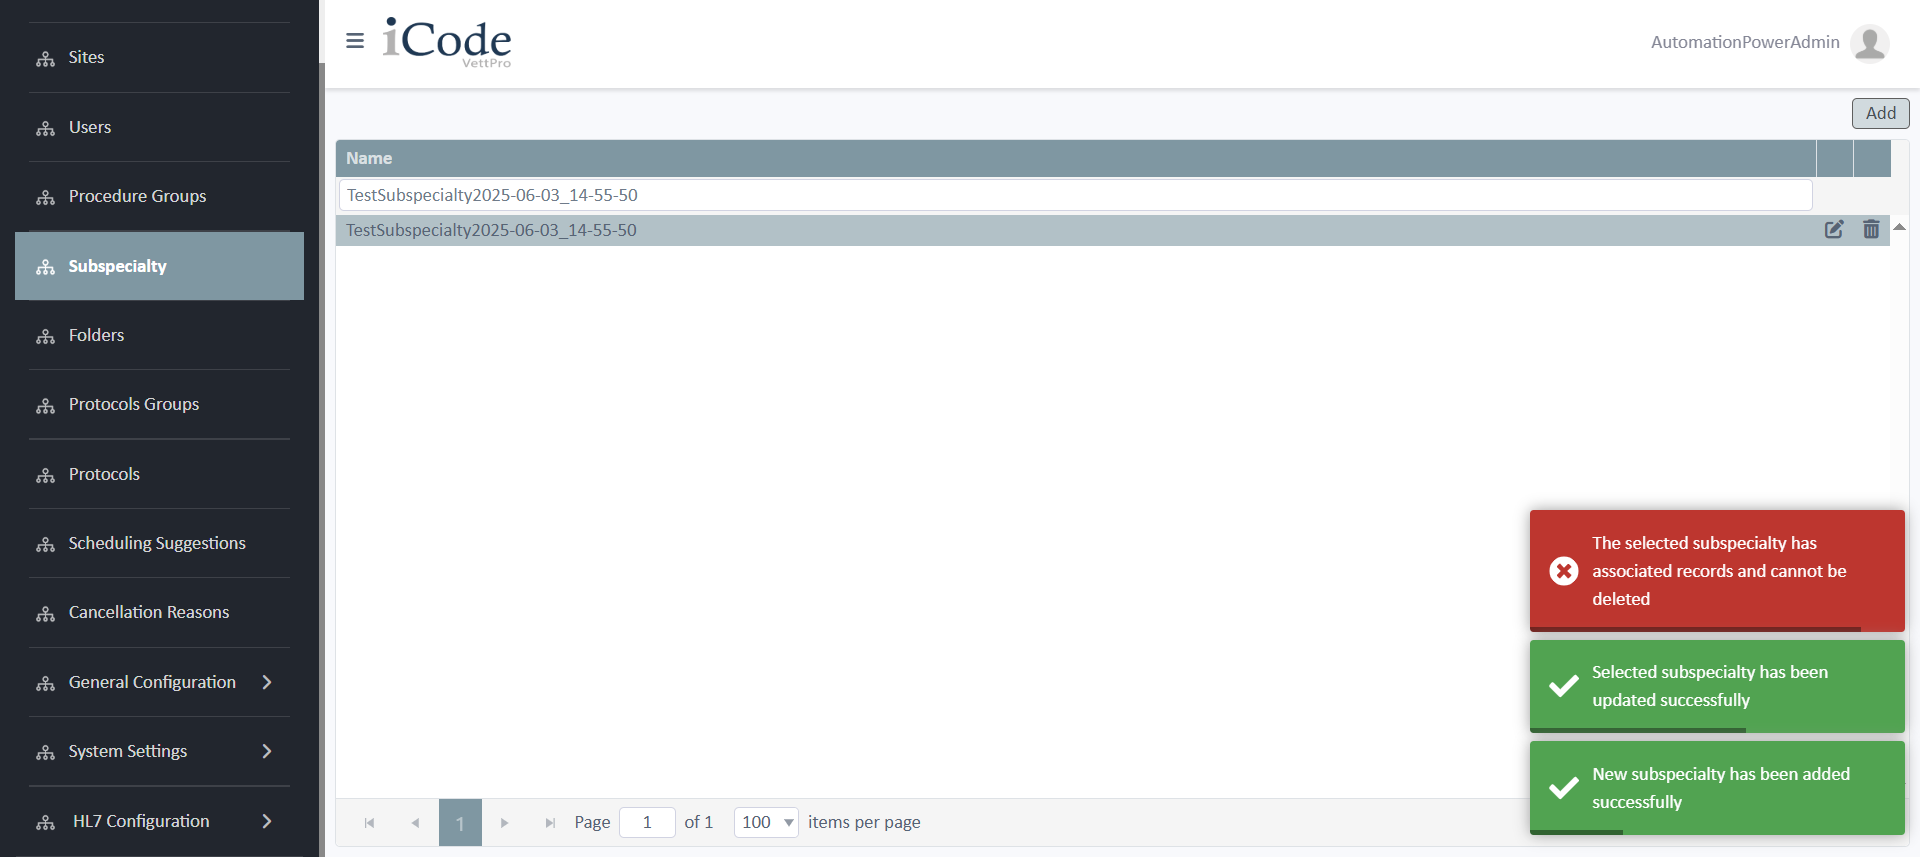 Sites
Users
Procedure Groups
Subspecialty
Folders
Protocols Groups
Protocols
Scheduling Suggestions
Cancellation Reasons
General Configuration
System Settings
HL7 Configuration
iCode
VettPro
AutomationPowerAdmin
Add
Name
TestSubspecialty2025-06-03_14-55-50
TestSubspecialty2025-06-03_14-55-50
The selected subspecialty has
associated records and cannot be
deleted
Selected subspecialty has been
updated successfully
New subspecialty has been added
successfully
1 Page 1 of 1 100 items per page